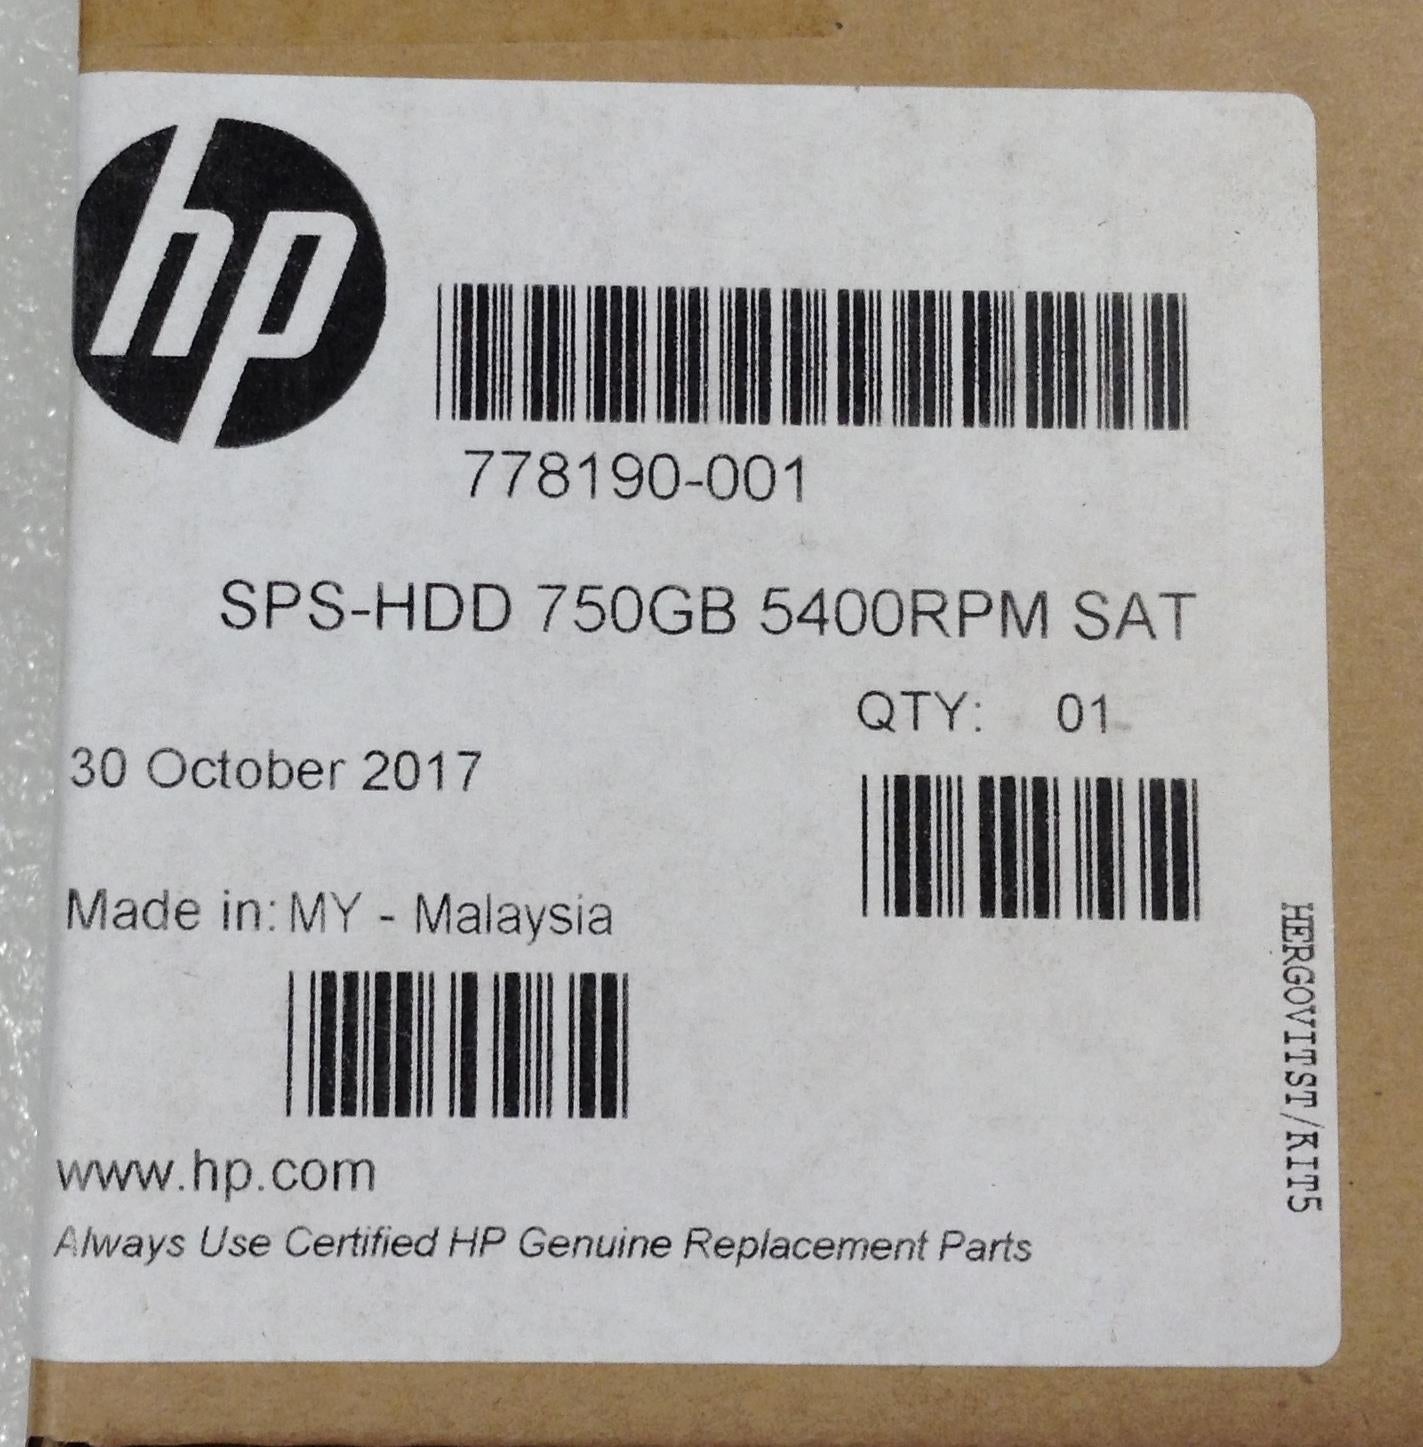 hp
778190-001
SPS-HDD 750GB 5400RPM SAT
QTY: 01
30 October 2017
Made in: MY - Malaysia
www.hp.com
Always Use Certified HP Genuine Replacement Parts
HERGOVITST/KIT5